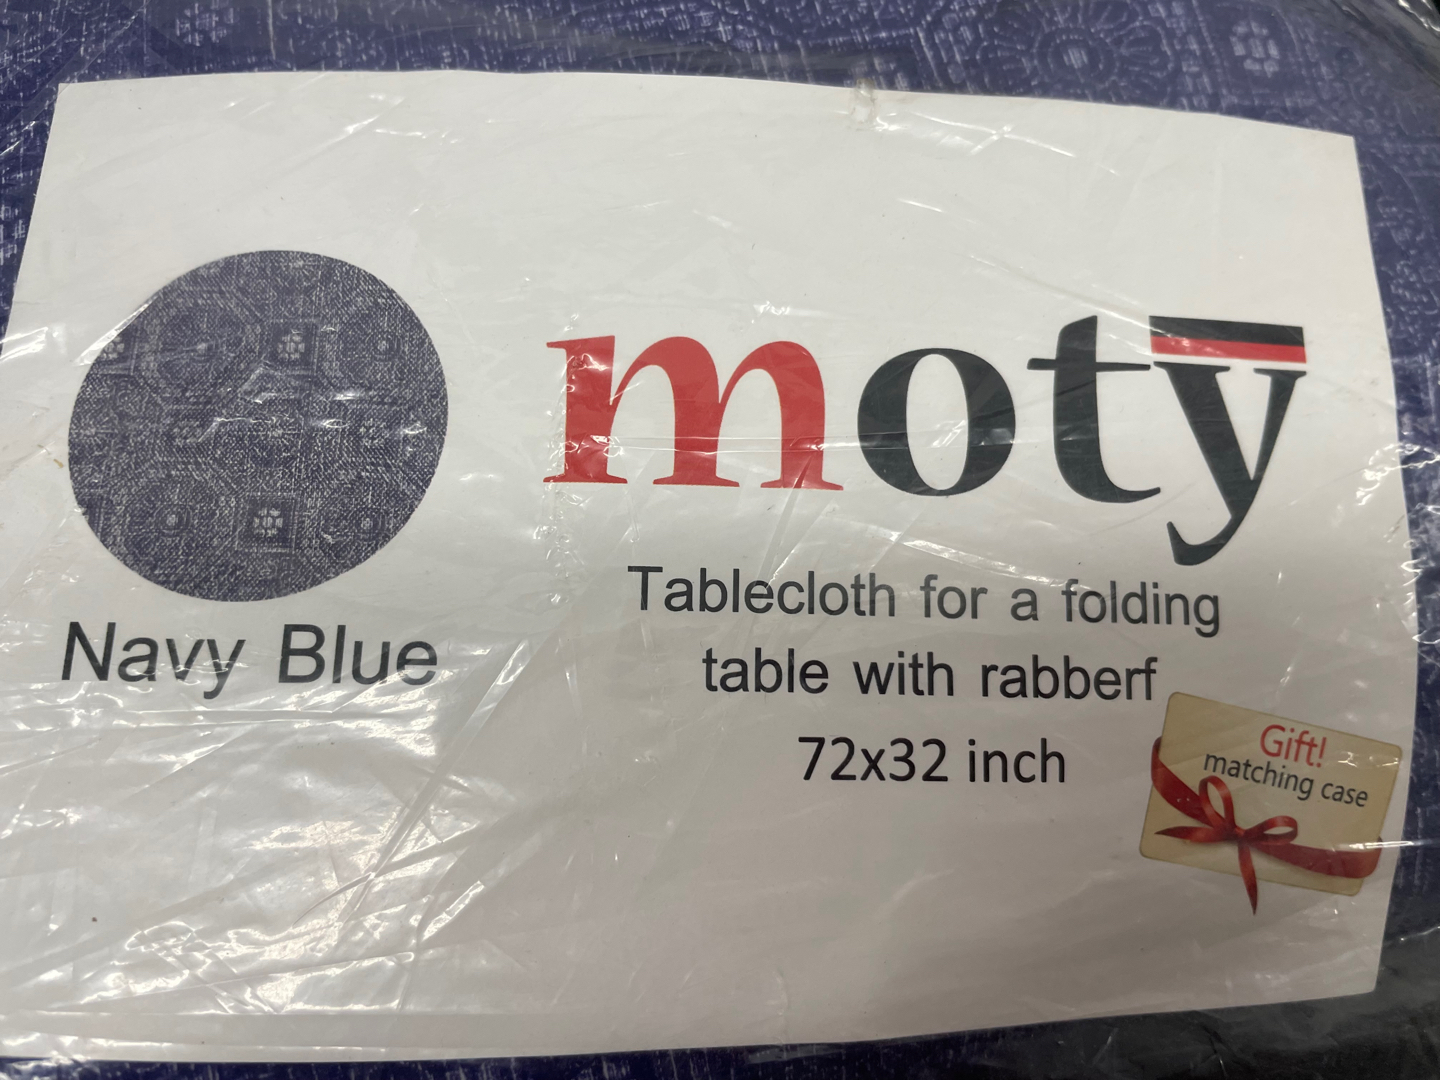 moty
Navy Blue
Tablecloth for a folding
table with rabberf
72x32 inch
Gift!
matching case